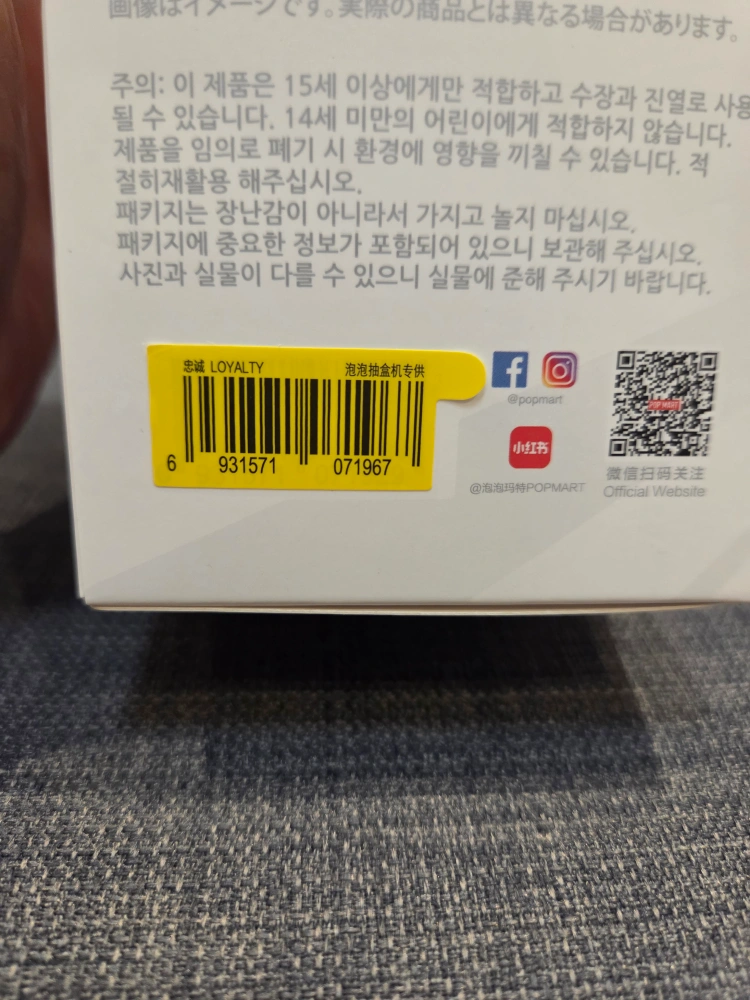 画像はイメージです。実際の商品とは異なる場合があります。
주의: 이 제품은 15세 이상에게만 적합하고 수장과 진열로 사용
될 수 있습니다. 14세 미만의 어린이에게 적합하지 않습니다.
제품을 임의로 폐기 시 환경에 영향을 끼칠 수 있습니다. 적
절히재활용 해주십시오.
패키지는 장난감이 아니라서 가지고 놀지 마십시오.
패키지에 중요한 정보가 포함되어 있으니 보관해 주십시오.
사진과 실물이 다를 수 있으니 실물에 준해 주시기 바랍니다.
忠诚 LOYALTY 泡泡抽盒机专供
6 931571 071967
@popmart
小红书
@泡泡玛特POPMART
POP MART
微信扫码关注
Official Website